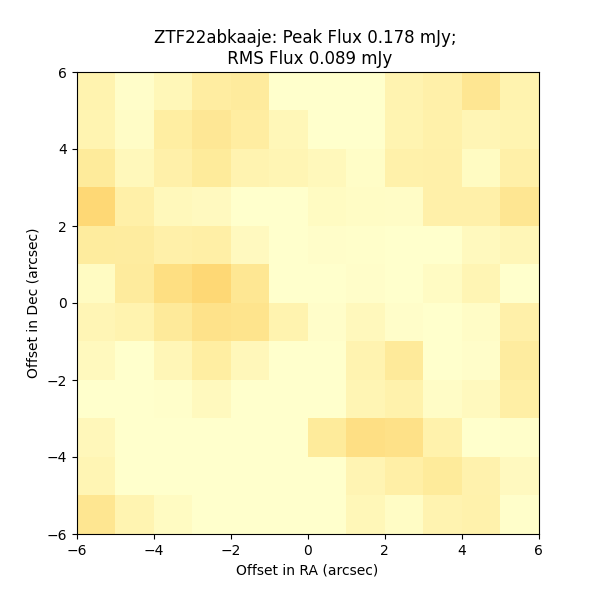 ZTF22abkaaje: Peak Flux 0.178 mJy;
RMS Flux 0.089 mJy
6
4
2
0
−2
−4
−6
Offset in Dec (arcsec)
−6 −4 −2 0 2 4 6
Offset in RA (arcsec)